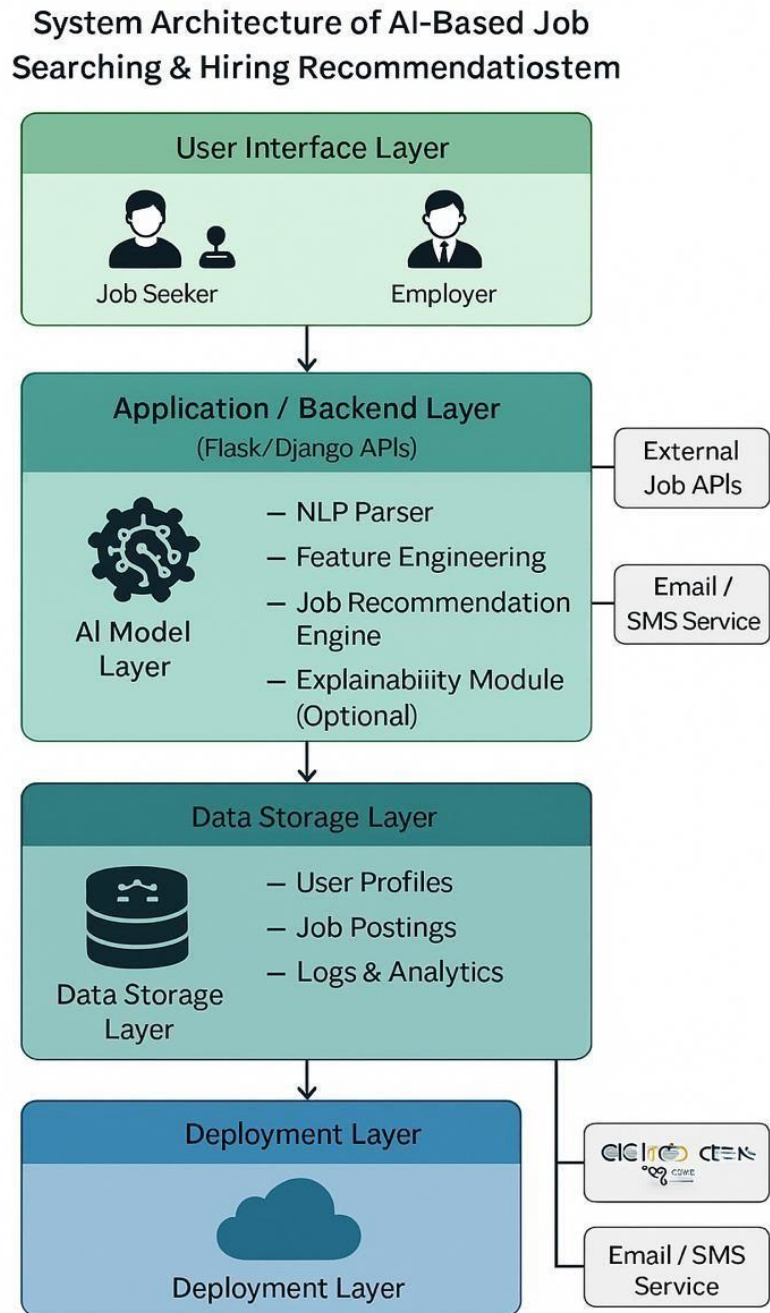 System Architecture of AI-Based Job
Searching & Hiring Recommendatiostem
User Interface Layer
Job Seeker
Employer
Application / Backend Layer
(Flask/Django APIs)
External
Job APIs
AI Model
Layer
– NLP Parser
– Feature Engineering
– Job Recommendation
Engine
– Explainabiiity Module
(Optional)
Email /
SMS Service
Data Storage Layer
Data Storage
Layer
– User Profiles
– Job Postings
– Logs & Analytics
Deployment Layer
Deployment Layer
Email / SMS
Service